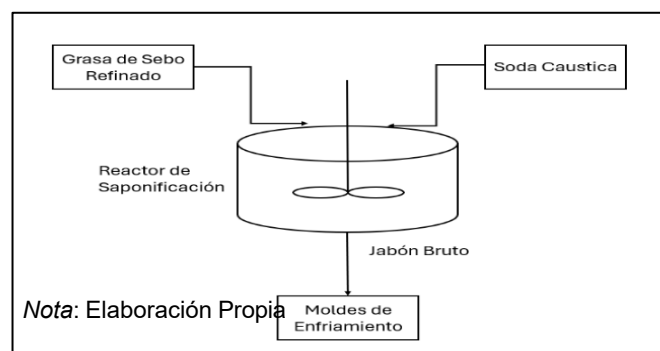 Grasa de Sebo
Refinado
Soda Caustica
Reactor de
Saponificación
Jabón Bruto
Nota: Elaboración Propia
Moldes de
Enfriamiento